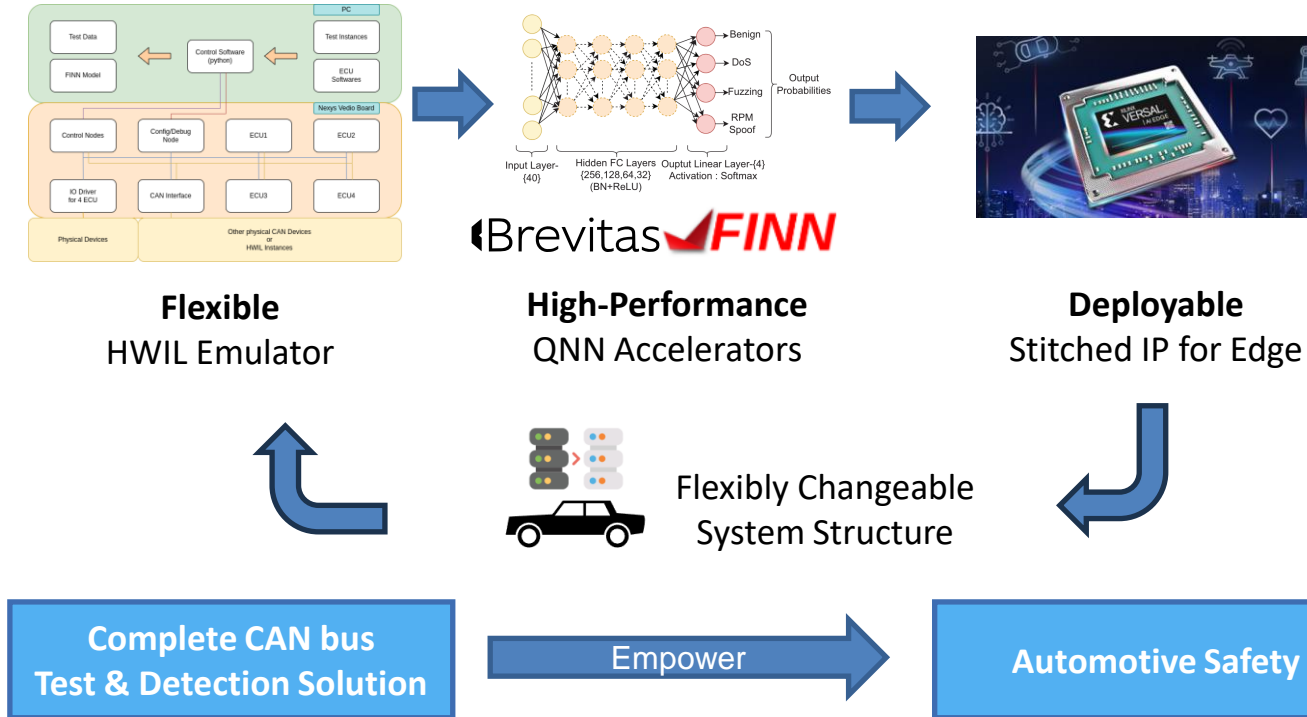 PC
Test Data
Control Software
(python)
Test Instances
FINN Model
ECU
Softwares
Nexys Vedio Board
Control Nodes
Config/Debug
Node
ECU1
ECU2
IO Driver
for 4 ECU
CAN Interface
ECU3
ECU4
Physical Devices
Other physical CAN Devices
or
HWIL Instances
Benign
DoS
Fuzzing
RPM
Spoof
Output
Probabilities
Input Layer-
{40}
Hidden FC Layers
{256,128,64,32}
(BN+ReLU)
Ouptut Linear Layer-{4}
Activation : Softmax
Brevitas
FINN
XILINX
VERSAL
AI EDGE
Flexible
HWIL Emulator
High-Performance
QNN Accelerators
Deployable
Stitched IP for Edge
Flexibly Changeable
System Structure
Complete CAN bus
Test & Detection Solution
Empower
Automotive Safety